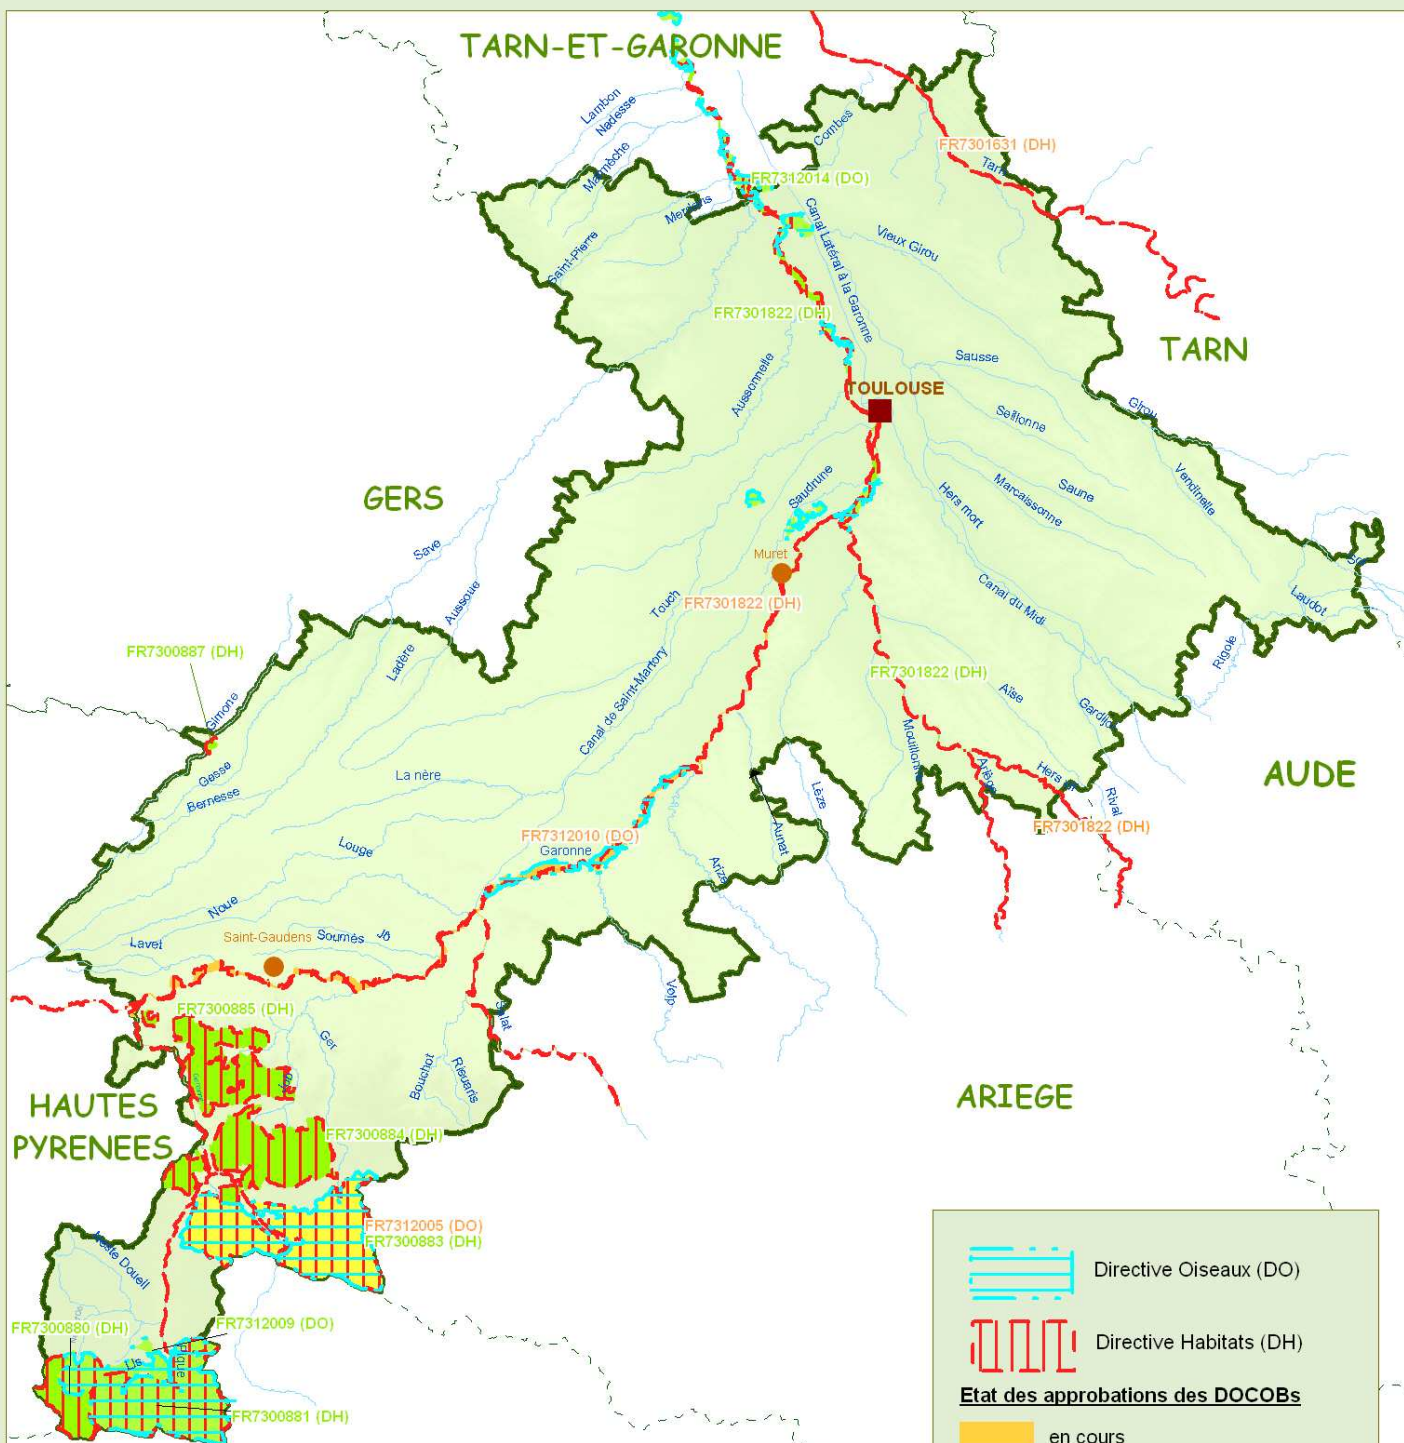 TARN-ET-GARONNE
Lambon
Nadesse
Combes
Marmèche
FR7301631 (DH)
Tarn
FR7312014 (DO)
Merdans
Canal Latéral à la Garonne
Saint-Pierre
Vieux Girou
FR7301822 (DH)
TARN
Sausse
Aussonnelle
TOULOUSE
Girou
Seillonne
GERS
Saudrune
Hers mort
Saune
Marcaissonne
Vendinelle
Save
Muret
Aussoue
Touch
FR7301822 (DH)
Canal du Midi
Laudot
FR7300887 (DH)
Ladère
Rigole
FR7301822 (DH)
Gimone
Canal de Saint-Martory
Aïse
Gardijol
Mouillonne
Gesse
La nère
Bernesse
Lèze
Ariège
Hers
AUDE
Rival
FR7312010 (DO)
FR7301822 (DH)
Louge
Garonne
Aunat
Arize
Noue
Saint-Gaudens
Soumès
Jô
Lavet
Volp
FR7300885 (DH)
Salat
Ger
Bouchot
Rieuaris
Job
HAUTES
PYRENEES
ARIEGE
FR7300884 (DH)
FR7312005 (DO)
FR7300883 (DH)
Neste Doueil
FR7300880 (DH)
FR7312009 (DO)
Lis
Pique
FR7300881 (DH)
Directive Oiseaux (DO)
Directive Habitats (DH)
Etat des approbations des DOCOBs
en cours